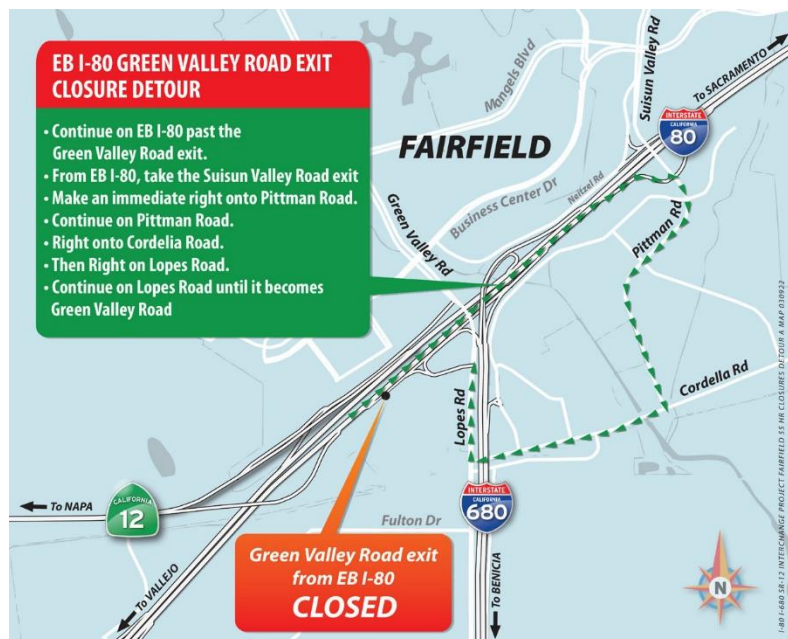 EB I-80 GREEN VALLEY ROAD EXIT
CLOSURE DETOUR
• Continue on EB I-80 past the
Green Valley Road exit.
• From EB I-80, take the Suisun Valley Road exit
• Make an immediate right onto Pittman Road.
• Continue on Pittman Road.
• Right onto Cordelia Road.
• Then Right on Lopes Road.
• Continue on Lopes Road until it becomes
Green Valley Road
Mangels Blvd
Suisun Valley Rd
To SACRAMENTO
INTERSTATE
CALIFORNIA
80
FAIRFIELD
Neitzel Rd
Business Center Dr
Green Valley Rd
Pittman Rd
Cordella Rd
Lopes Rd
To NAPA
CALIFORNIA
12
INTERSTATE
CALIFORNIA
680
Fulton Dr
To VALLEJO
Green Valley Road exit
from EB I-80
CLOSED
To BENICIA
N
I-80 I-680 SR-12 INTERCHANGE PROJECT FAIRFIELD 55 HR CLOSURES DETOUR A MAP 030922